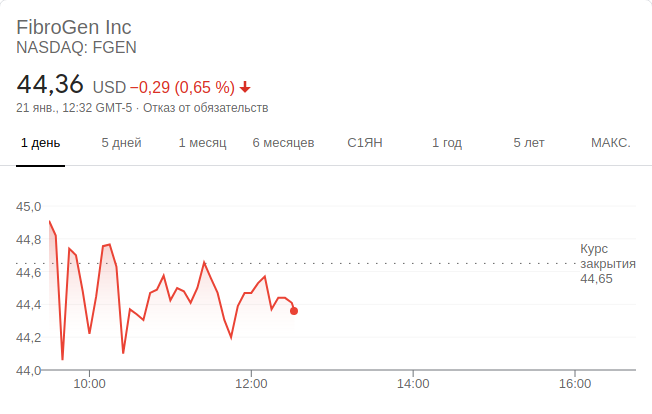 FibroGen Inc
NASDAQ: FGEN
44,36 USD −0,29 (0,65 %)
21 янв., 12:32 GMT-5 · Отказ от обязательств
1 день 5 дней 1 месяц 6 месяцев С1ЯН 1 год 5 лет МАКС.
45,0
44,8
44,6
44,4
44,2
44,0
Курс
закрытия
44,65
10:00 12:00 14:00 16:00